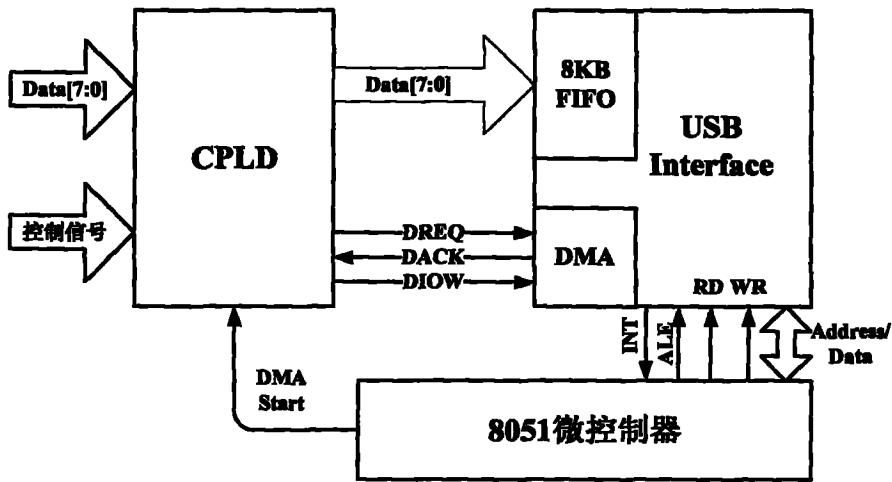 Data[7:0]
控制信号
CPLD
Data[7:0]
8KB
FIFO
USB
Interface
DREQ
DACK
DIOW
DMA
RD WR
INT
ALE
Address/
Data
DMA
Start
8051微控制器